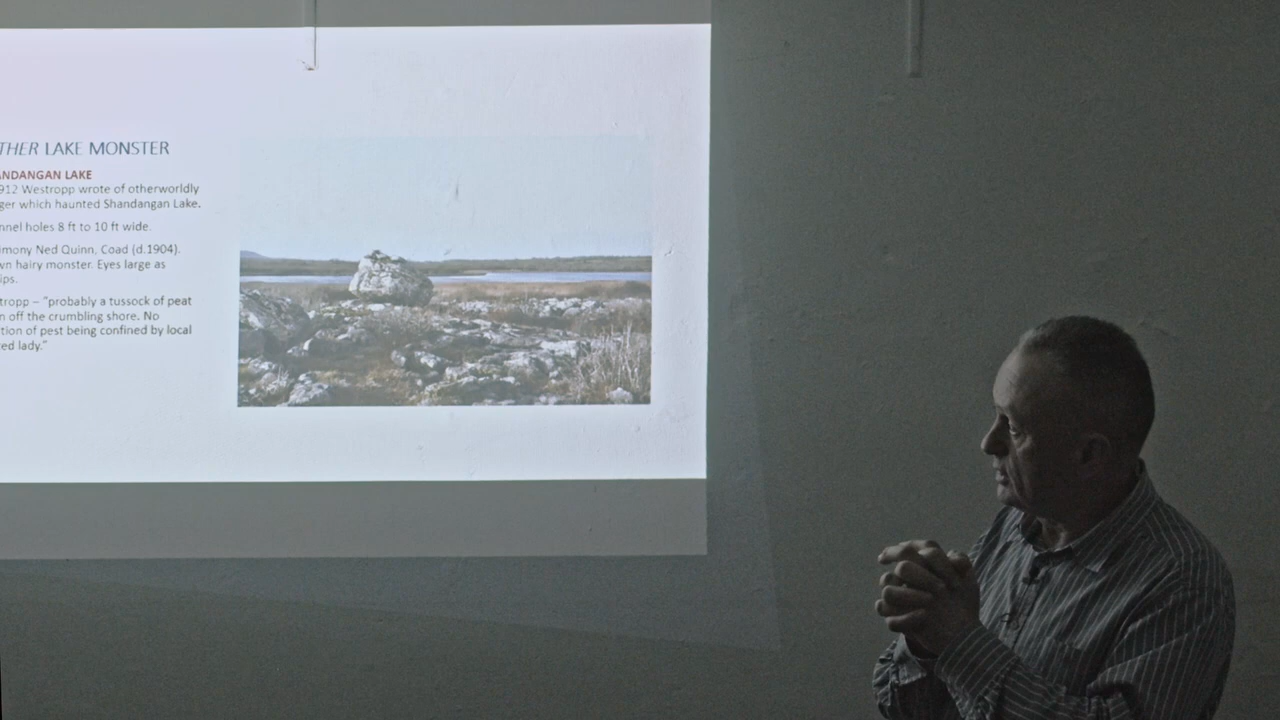 THER LAKE MONSTER
ANDANGAN LAKE
912 Westropp wrote of otherworldly
ger which haunted Shandangan Lake.
nnel holes 8 ft to 10 ft wide.
imony Ned Quinn, Coad (d.1904).
wn hairy monster. Eyes large as
ips.
tropp – "probably a tussock of peat
n off the crumbling shore. No
tion of pest being confined by local
ed lady."